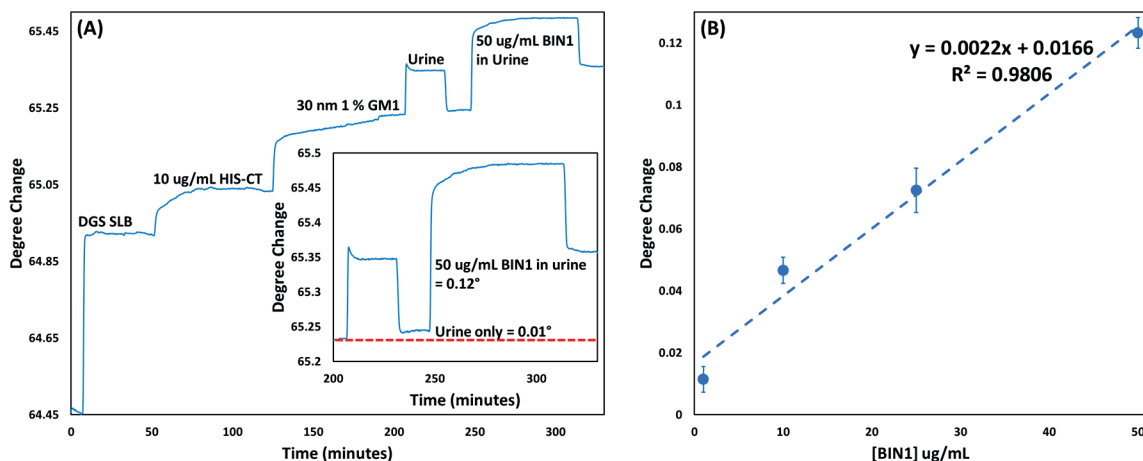 (A)
65.45
65.25
65.05
64.85
64.65
64.45
Degree Change
0
50
100
150
200
250
300
Time (minutes)
DGS SLB
10 ug/mL HIS-CT
30 nm 1 % GM1
Urine
50 ug/mL BIN1
in Urine
65.5
65.45
65.4
65.35
65.3
65.25
65.2
Degree Change
200
250
300
Time (minutes)
50 ug/mL BIN1 in urine
= 0.12°
Urine only = 0.01°
(B)
0.12
0.1
0.08
0.06
0.04
0.02
0
Degree Change
0
10
20
30
40
50
[BIN1] ug/mL
y = 0.0022x + 0.0166
R² = 0.9806